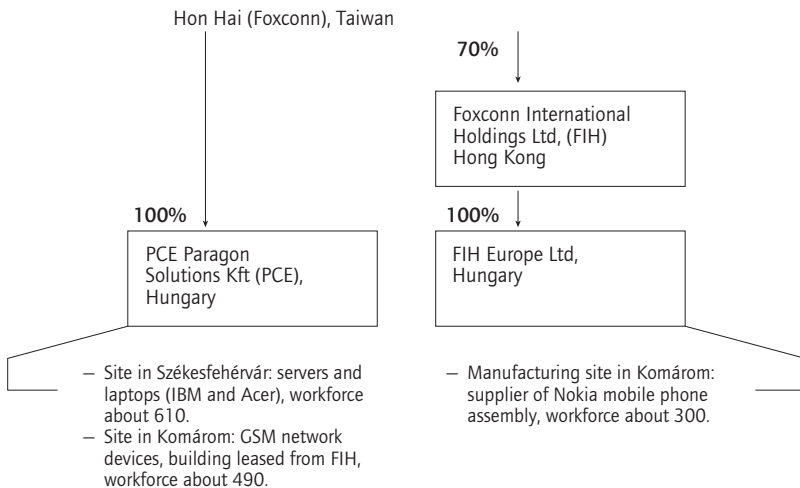 Hon Hai (Foxconn), Taiwan
70%
Foxconn International
Holdings Ltd, (FIH)
Hong Kong
100%
100%
PCE Paragon
Solutions Kft (PCE),
Hungary
FIH Europe Ltd,
Hungary
– Site in Székesfehérvár: servers and
laptops (IBM and Acer), workforce
about 610.
– Site in Komárom: GSM network
devices, building leased from FIH,
workforce about 490.
– Manufacturing site in Komárom:
supplier of Nokia mobile phone
assembly, workforce about 300.